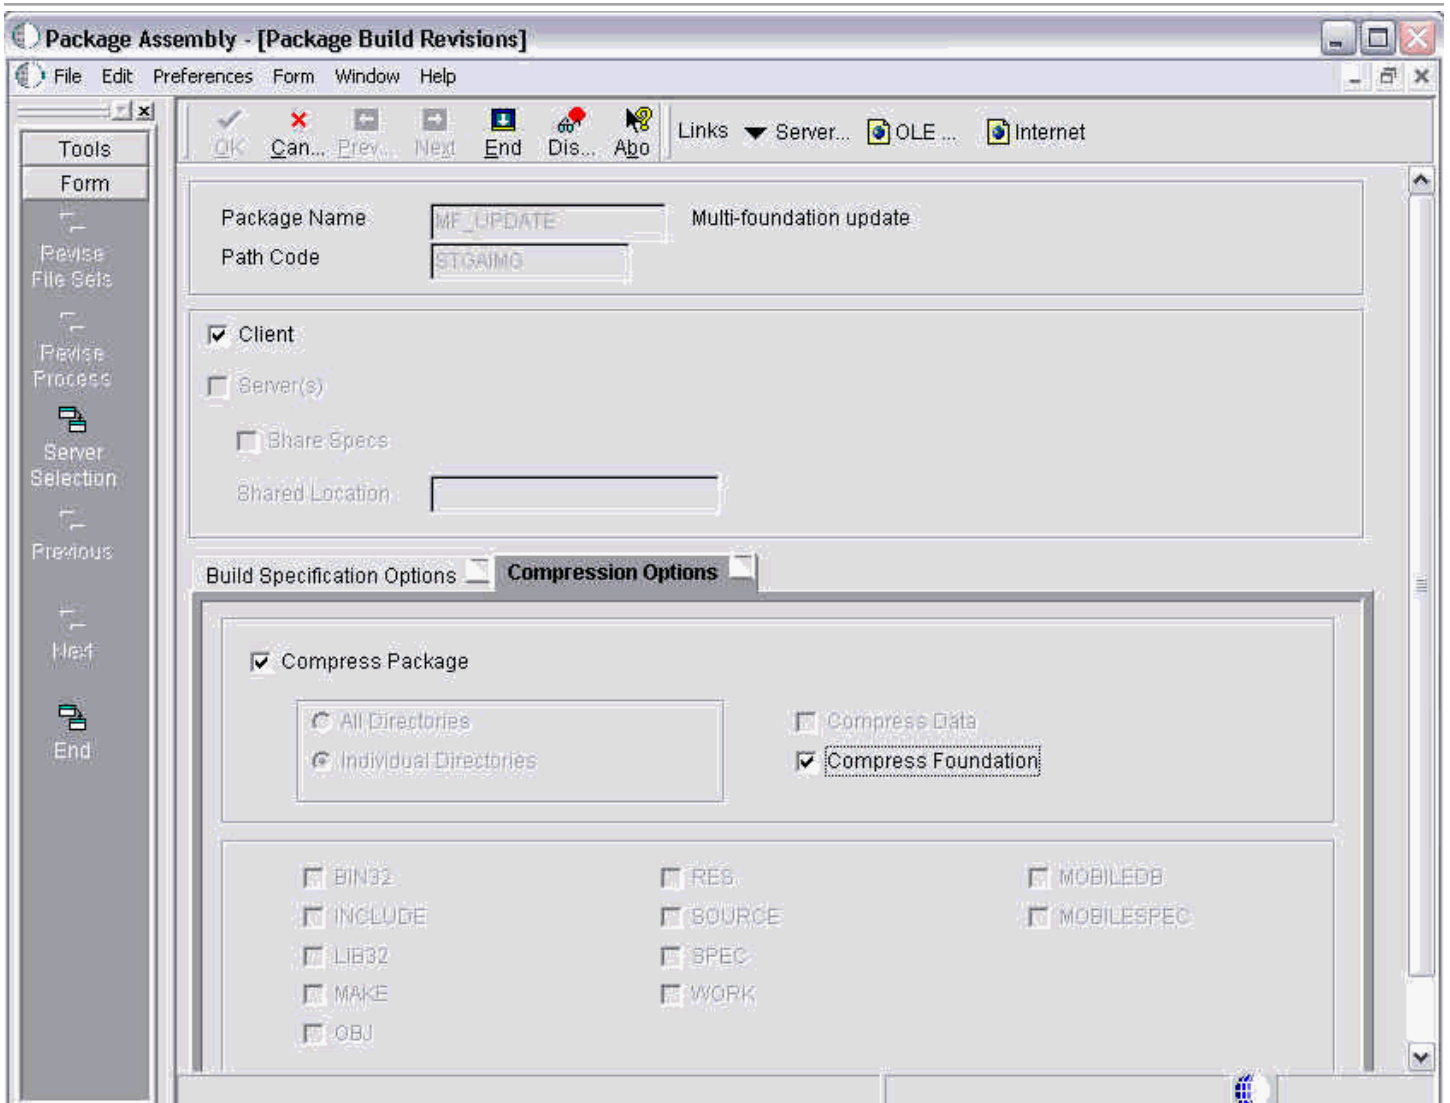 Package Assembly - [Package Build Revisions]
File Edit Preferences Form Window Help
Tools
Form
Revise File Sets
Revise Process
Server Selection
Previous
Next
End
OK Can... Prev... Next End Dis... Abo Links Server... OLE ... Internet
Package Name MF_UPDATE Multi-foundation update
Path Code STGAIMG
Client
Server(s)
Share Specs
Shared Location
Build Specification Options Compression Options
Compress Package
All Directories Compress Data
Individual Directories Compress Foundation
BIN32 RES MOBILEDB
INCLUDE SOURCE MOBILESPEC
LIB32 SPEC
MAKE WORK
OBJ